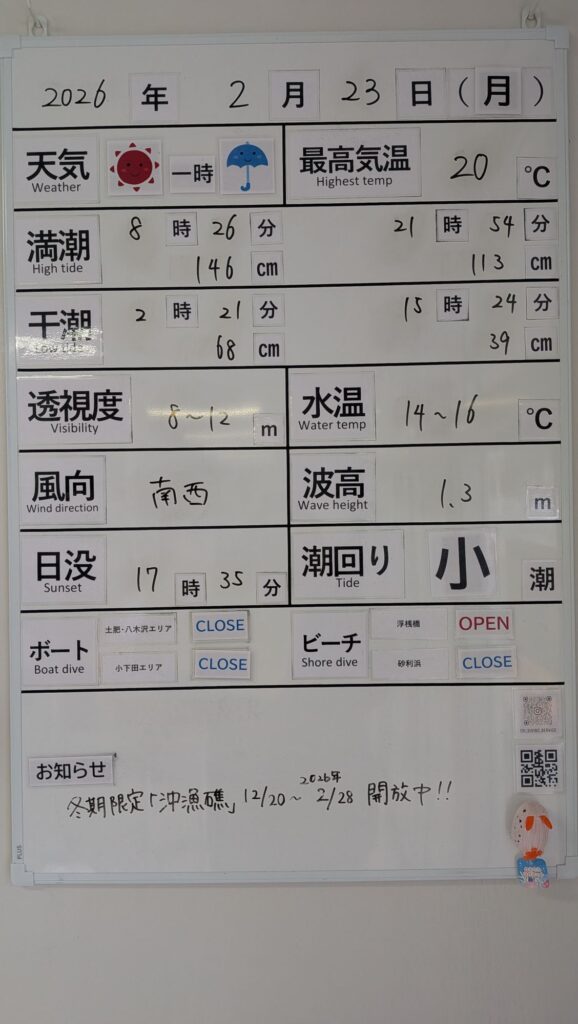 2026 年 2 月 23 日 (月)
天気 一時 最高気温 20 ℃
Weather Highest temp
満潮 8 時 26 分 21 時 54 分
High tide 146 cm 113 cm
干潮 2 時 21 分 15 時 24 分
68 cm 39 cm
透視度 8~12 m 水温 14~16 ℃
Visibility Water temp
風向 南西 波高 1.3 m
Wind direction Wave height
日没 17 時 35 分 潮回り 小 潮
Sunset Tide
ボート 土肥・八木沢エリア CLOSE ビーチ 浮桟橋 OPEN
Boat dive 小下田エリア CLOSE Shore dive 砂利浜 CLOSE
お知らせ
2026年
冬期限定「沖漁礁」12/20~2/28 開放中!!
PLUS